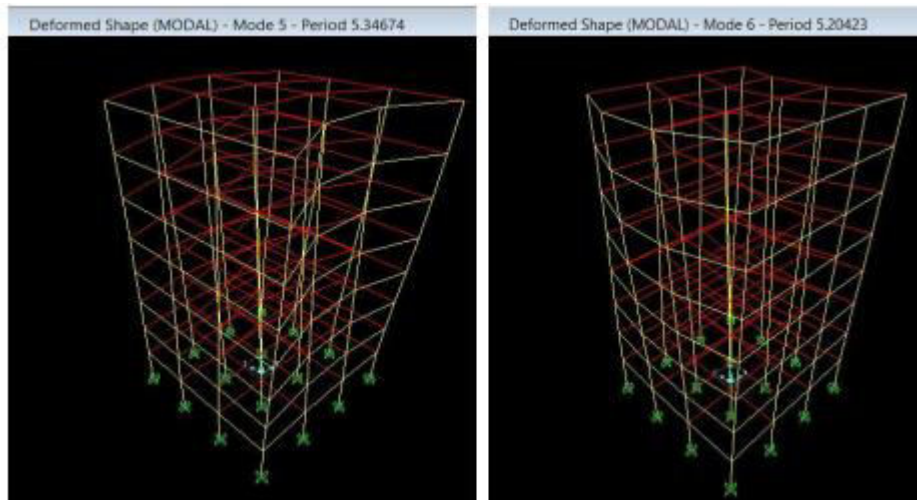 Deformed Shape (MODAL) - Mode 5 - Period 5.34674
Deformed Shape (MODAL) - Mode 6 - Period 5.20423